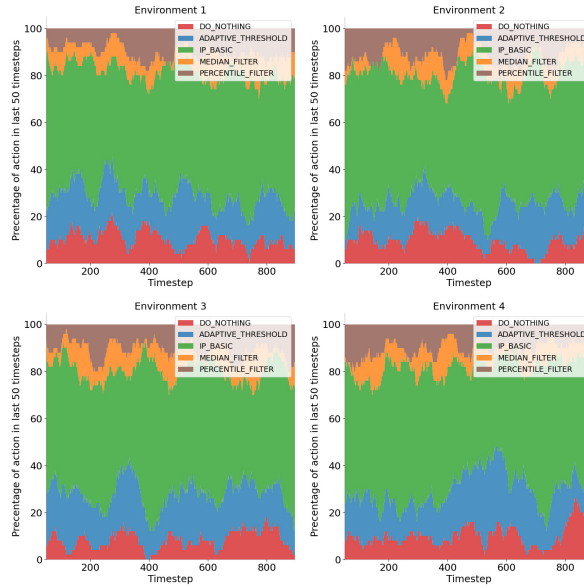 Environment 1
Precentage of action in last 50 timesteps
100
80
60
40
20
0
DO_NOTHING
ADAPTIVE_THRESHOLD
IP_BASIC
MEDIAN_FILTER
PERCENTILE_FILTER
200 400 600 800
Timestep
Environment 2
Precentage of action in last 50 timesteps
100
80
60
40
20
0
DO_NOTHING
ADAPTIVE_THRESHOLD
IP_BASIC
MEDIAN_FILTER
PERCENTILE_FILTER
200 400 600 800
Timestep
Environment 3
Precentage of action in last 50 timesteps
100
80
60
40
20
0
DO_NOTHING
ADAPTIVE_THRESHOLD
IP_BASIC
MEDIAN_FILTER
PERCENTILE_FILTER
200 400 600 800
Timestep
Environment 4
Precentage of action in last 50 timesteps
100
80
60
40
20
0
DO_NOTHING
ADAPTIVE_THRESHOLD
IP_BASIC
MEDIAN_FILTER
PERCENTILE_FILTER
200 400 600 800
Timestep